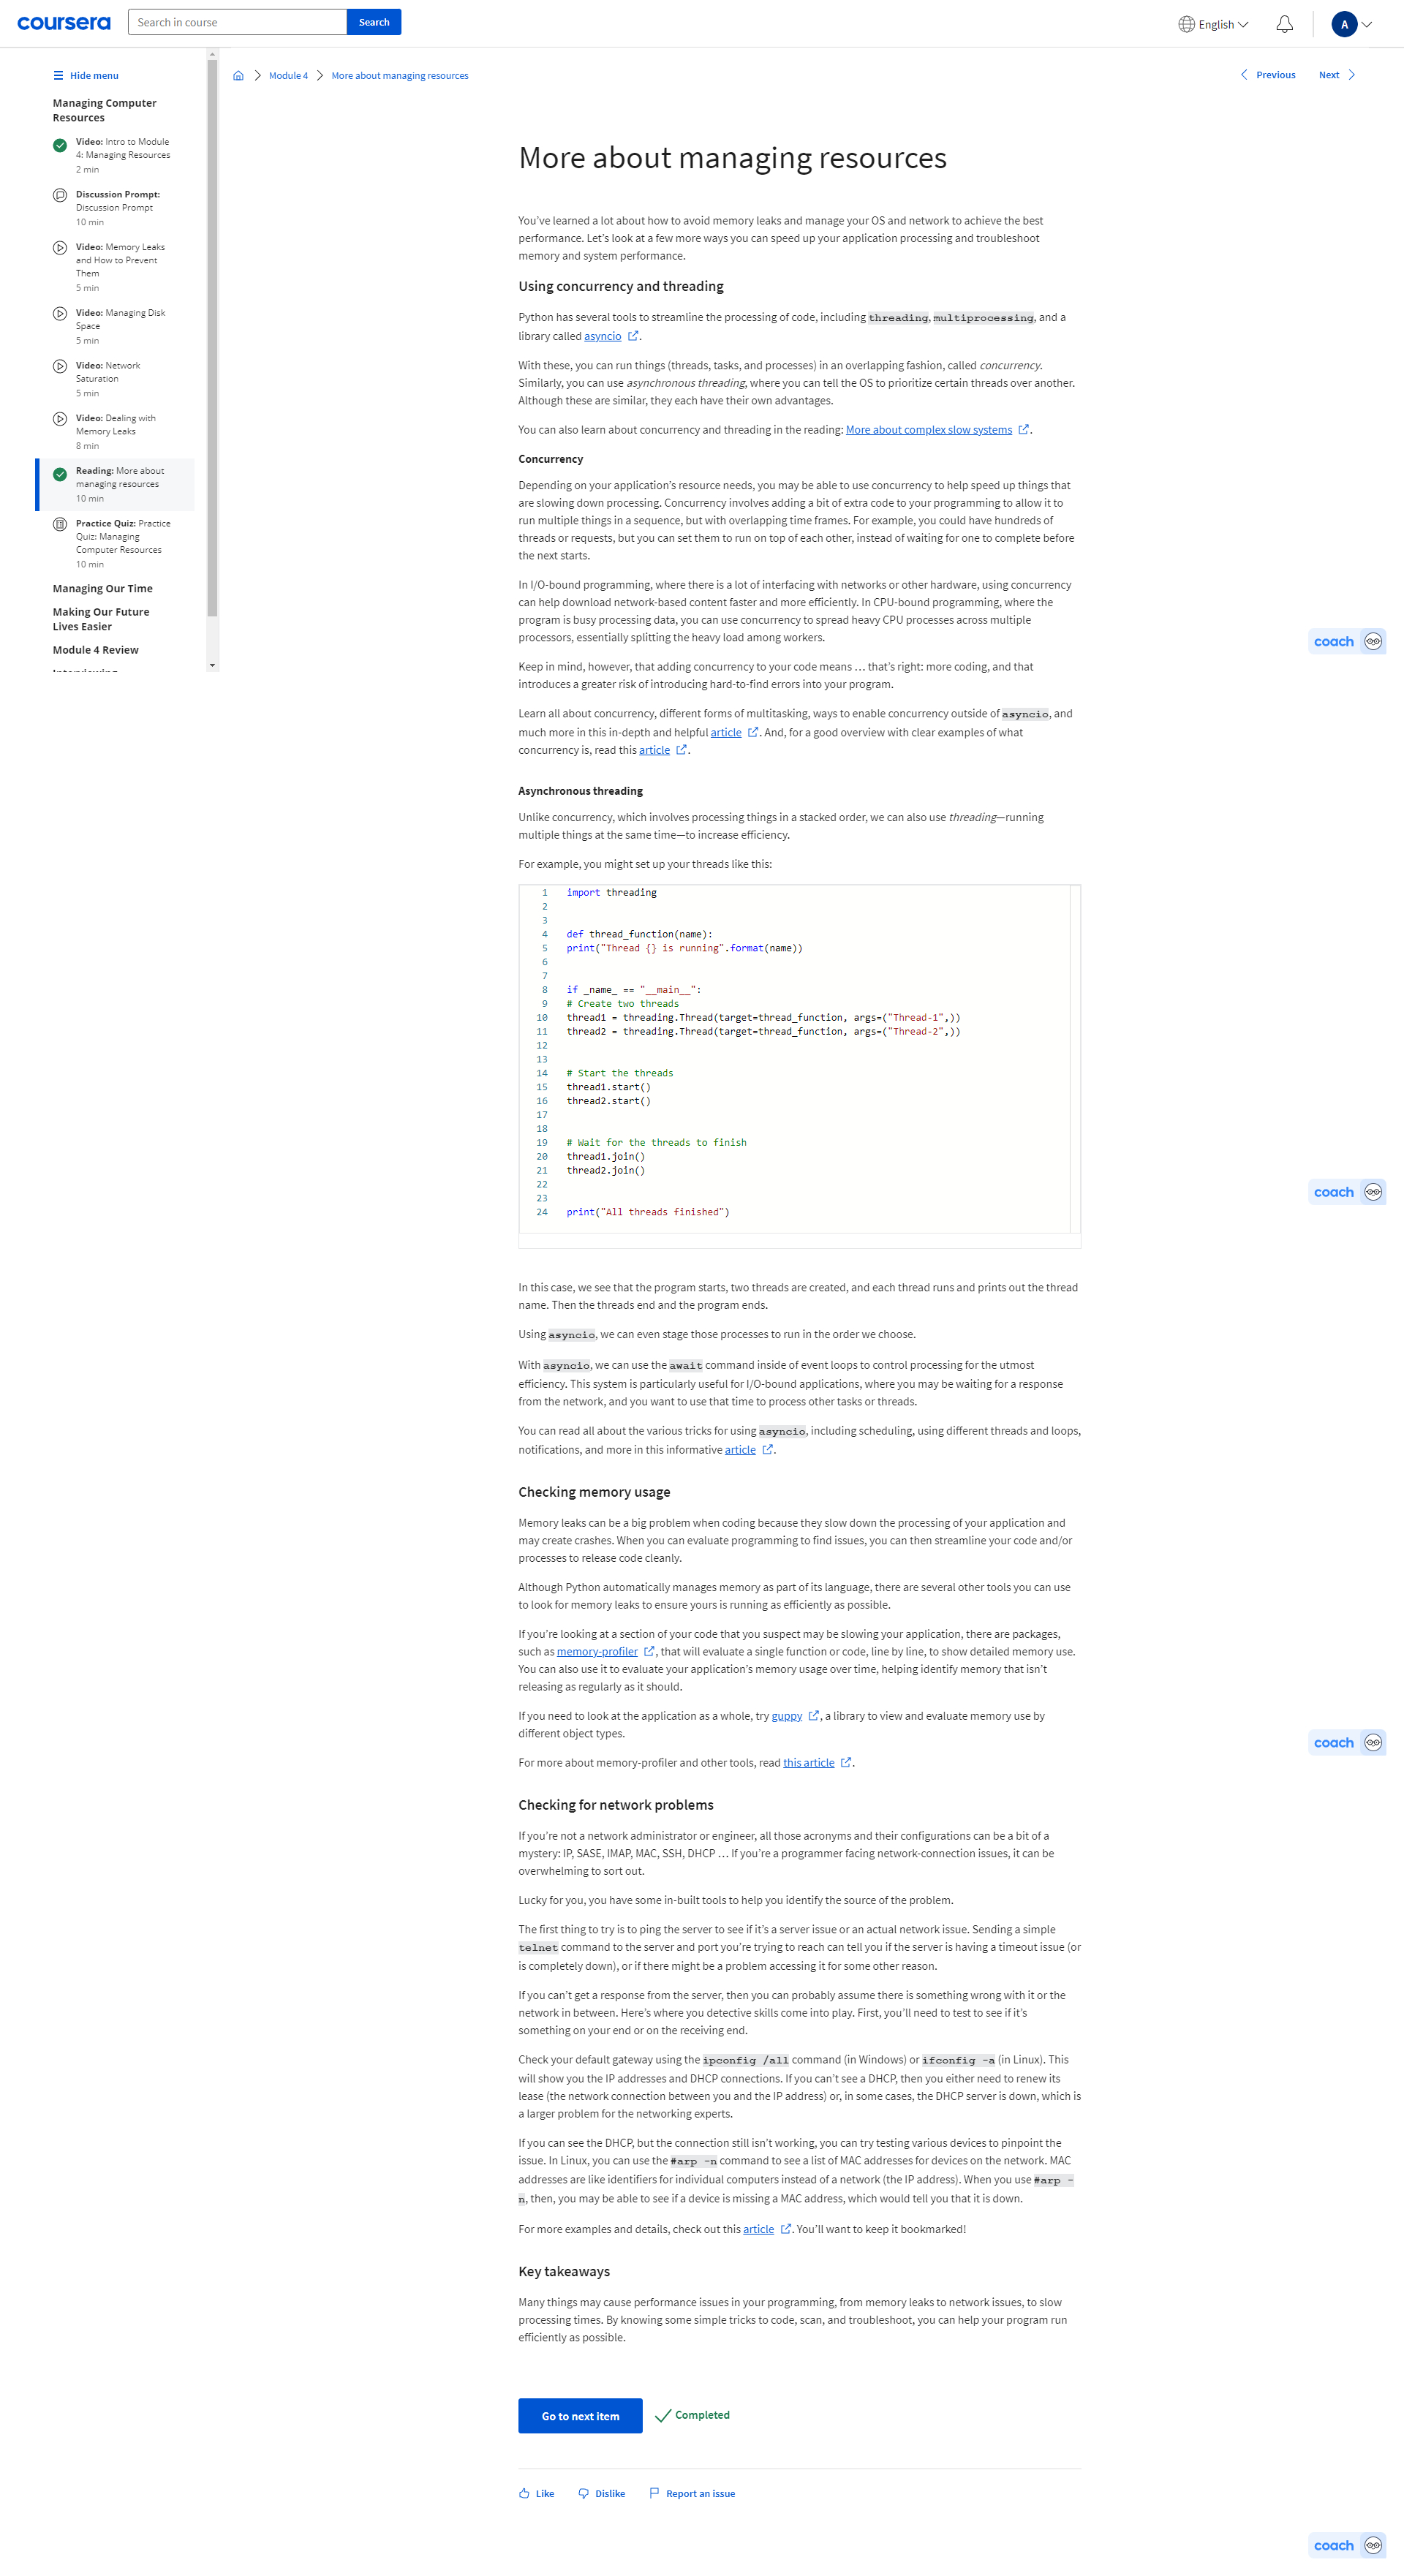 coursera
Search in course
Search
English
A
Hide menu
Managing Computer
Resources
Video: Intro to Module
4: Managing Resources
2 min
Discussion Prompt:
Discussion Prompt
10 min
Video: Memory Leaks
and How to Prevent
Them
5 min
Video: Managing Disk
Space
5 min
Video: Network
Saturation
5 min
Video: Dealing with
Memory Leaks
8 min
Reading: More about
managing resources
10 min
Practice Quiz: Practice
Quiz: Managing
Computer Resources
10 min
Managing Our Time
Making Our Future
Lives Easier
Module 4 Review
Module 4
More about managing resources
Previous
Next
More about managing resources
You've learned a lot about how to avoid memory leaks and manage your OS and network to achieve the best
performance. Let's look at a few more ways you can speed up your application processing and troubleshoot
memory and system performance.
Using concurrency and threading
Python has several tools to streamline the processing of code, including threading, multiprocessing, and a
library called asyncio.
With these, you can run things (threads, tasks, and processes) in an overlapping fashion, called concurrency.
Similarly, you can use asynchronous threading, where you can tell the OS to prioritize certain threads over another.
Although these are similar, they each have their own advantages.
You can also learn about concurrency and threading in the reading: More about complex slow systems.
Concurrency
Depending on your application's resource needs, you may be able to use concurrency to help speed up things that
are slowing down processing. Concurrency involves adding a bit of extra code to your programming to allow it to
run multiple things in a sequence, but with overlapping time frames. For example, you could have hundreds of
threads or requests, but you can set them to run on top of each other, instead of waiting for one to complete before
the next starts.
In I/O-bound programming, where there is a lot of interfacing with networks or other hardware, using concurrency
can help download network-based content faster and more efficiently. In CPU-bound programming, where the
program is busy processing data, you can use concurrency to spread heavy CPU processes across multiple
processors, essentially splitting the heavy load among workers.
Keep in mind, however, that adding concurrency to your code means … that's right: more coding, and that
introduces a greater risk of introducing hard-to-find errors into your program.
Learn all about concurrency, different forms of multitasking, ways to enable concurrency outside of asyncio, and
much more in this in-depth and helpful article. And, for a good overview with clear examples of what
concurrency is, read this article.
Asynchronous threading
Unlike concurrency, which involves processing things in a stacked order, we can also use threading—running
multiple things at the same time—to increase efficiency.
For example, you might set up your threads like this:
1 import threading
2
3
4 def thread_function(name):
5 print("Thread {} is running".format(name))
6
7
8 if _name_ == "__main__":
9 # Create two threads
10 thread1 = threading.Thread(target=thread_function, args=("Thread-1",))
11 thread2 = threading.Thread(target=thread_function, args=("Thread-2",))
12
13
14 # Start the threads
15 thread1.start()
16 thread2.start()
17
18
19 # Wait for the threads to finish
20 thread1.join()
21 thread2.join()
22
23
24 print("All threads finished")
In this case, we see that the program starts, two threads are created, and each thread runs and prints out the thread
name. Then the threads end and the program ends.
Using asyncio, we can even stage those processes to run in the order we choose.
With asyncio, we can use the await command inside of event loops to control processing for the utmost
efficiency. This system is particularly useful for I/O-bound applications, where you may be waiting for a response
from the network, and you want to use that time to process other tasks or threads.
You can read all about the various tricks for using asyncio, including scheduling, using different threads and loops,
notifications, and more in this informative article.
Checking memory usage
Memory leaks can be a big problem when coding because they slow down the processing of your application and
may create crashes. When you can evaluate programming to find issues, you can then streamline your code and/or
processes to release code cleanly.
Although Python automatically manages memory as part of its language, there are several other tools you can use
to look for memory leaks to ensure yours is running as efficiently as possible.
If you're looking at a section of your code that you suspect may be slowing your application, there are packages,
such as memory-profiler, that will evaluate a single function or code, line by line, to show detailed memory use.
You can also use it to evaluate your application's memory usage over time, helping identify memory that isn't
releasing as regularly as it should.
If you need to look at the application as a whole, try guppy, a library to view and evaluate memory use by
different object types.
For more about memory-profiler and other tools, read this article.
Checking for network problems
If you're not a network administrator or engineer, all those acronyms and their configurations can be a bit of a
mystery: IP, SASE, IMAP, MAC, SSH, DHCP … If you're a programmer facing network-connection issues, it can be
overwhelming to sort out.
Lucky for you, you have some in-built tools to help you identify the source of the problem.
The first thing to try is to ping the server to see if it's a server issue or an actual network issue. Sending a simple
telnet command to the server and port you're trying to reach can tell you if the server is having a timeout issue (or
is completely down), or if there might be a problem accessing it for some other reason.
If you can't get a response from the server, then you can probably assume there is something wrong with it or the
network in between. Here's where you detective skills come into play. First, you'll need to test to see if it's
something on your end or on the receiving end.
Check your default gateway using the ipconfig /all command (in Windows) or ifconfig -a (in Linux). This
will show you the IP addresses and DHCP connections. If you can't see a DHCP, then you either need to renew its
lease (the network connection between you and the IP address) or, in some cases, the DHCP server is down, which is
a larger problem for the networking experts.
If you can see the DHCP, but the connection still isn't working, you can try testing various devices to pinpoint the
issue. In Linux, you can use the #arp -n command to see a list of MAC addresses for devices on the network. MAC
addresses are like identifiers for individual computers instead of a network (the IP address). When you use #arp -
n, then, you may be able to see if a device is missing a MAC address, which would tell you that it is down.
For more examples and details, check out this article. You'll want to keep it bookmarked!
Key takeaways
Many things may cause performance issues in your programming, from memory leaks to network issues, to slow
processing times. By knowing some simple tricks to code, scan, and troubleshoot, you can help your program run
efficiently as possible.
Go to next item
Completed
Like
Dislike
Report an issue
coach
coach
coach
coach